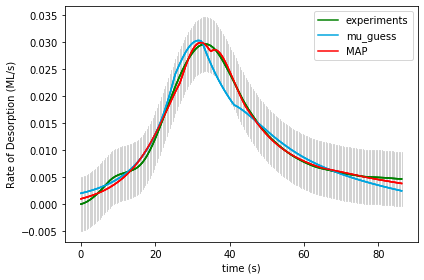 experiments
mu_guess
MAP
0.035
0.030
0.025
0.020
0.015
0.010
0.005
0.000
−0.005
Rate of Desorption (ML/s)
0 20 40 60 80
time (s)